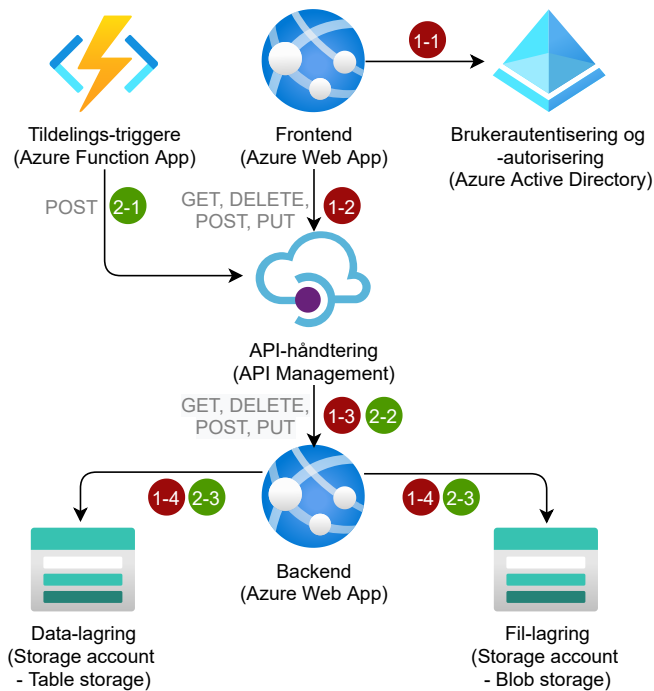 1-1
Tildelings-triggere
(Azure Function App)
Frontend
(Azure Web App)
Brukerautentisering og
-autorisering
(Azure Active Directory)
POST
2-1
GET, DELETE,
POST, PUT
1-2
API-håndtering
(API Management)
GET, DELETE,
POST, PUT
1-3 2-2
1-4 2-3
1-4 2-3
Backend
(Azure Web App)
Data-lagring
(Storage account
- Table storage)
Fil-lagring
(Storage account
- Blob storage)